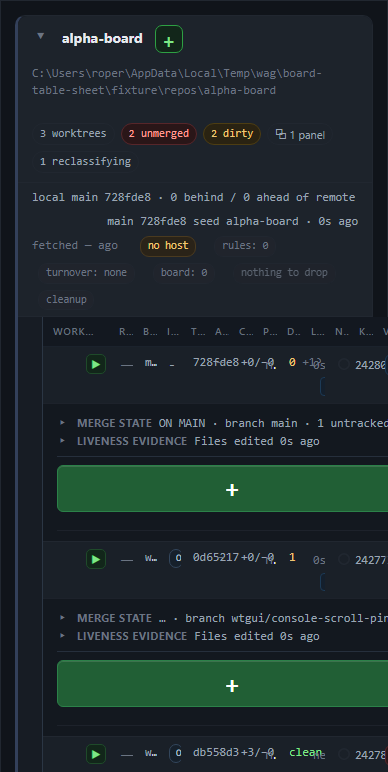 alpha-board +
C:\Users\roper\AppData\Local\Temp\wag\board-
table-sheet\fixture\repos\alpha-board
3 worktrees 2 unmerged 2 dirty 1 panel
1 reclassifying
local main 728fde8 · 0 behind / 0 ahead of remote
main 728fde8 seed alpha-board · 0s ago
fetched — ago no host rules: 0
turnover: none board: 0 nothing to drop
cleanup
WORK… R… B… I… T… A… C… P… D… L… N… K… V
— m… - 728fde8 +0/-0 0 0s 24280
MERGE STATE ON MAIN · branch main · 1 untracked
LIVENESS EVIDENCE Files edited 0s ago
+
— w… 0d65217 +0/-0 1 0s 24277
MERGE STATE … · branch wtgui/console-scroll-pin
LIVENESS EVIDENCE Files edited 0s ago
+
— w… db558d3 +3/-0 clean 24278